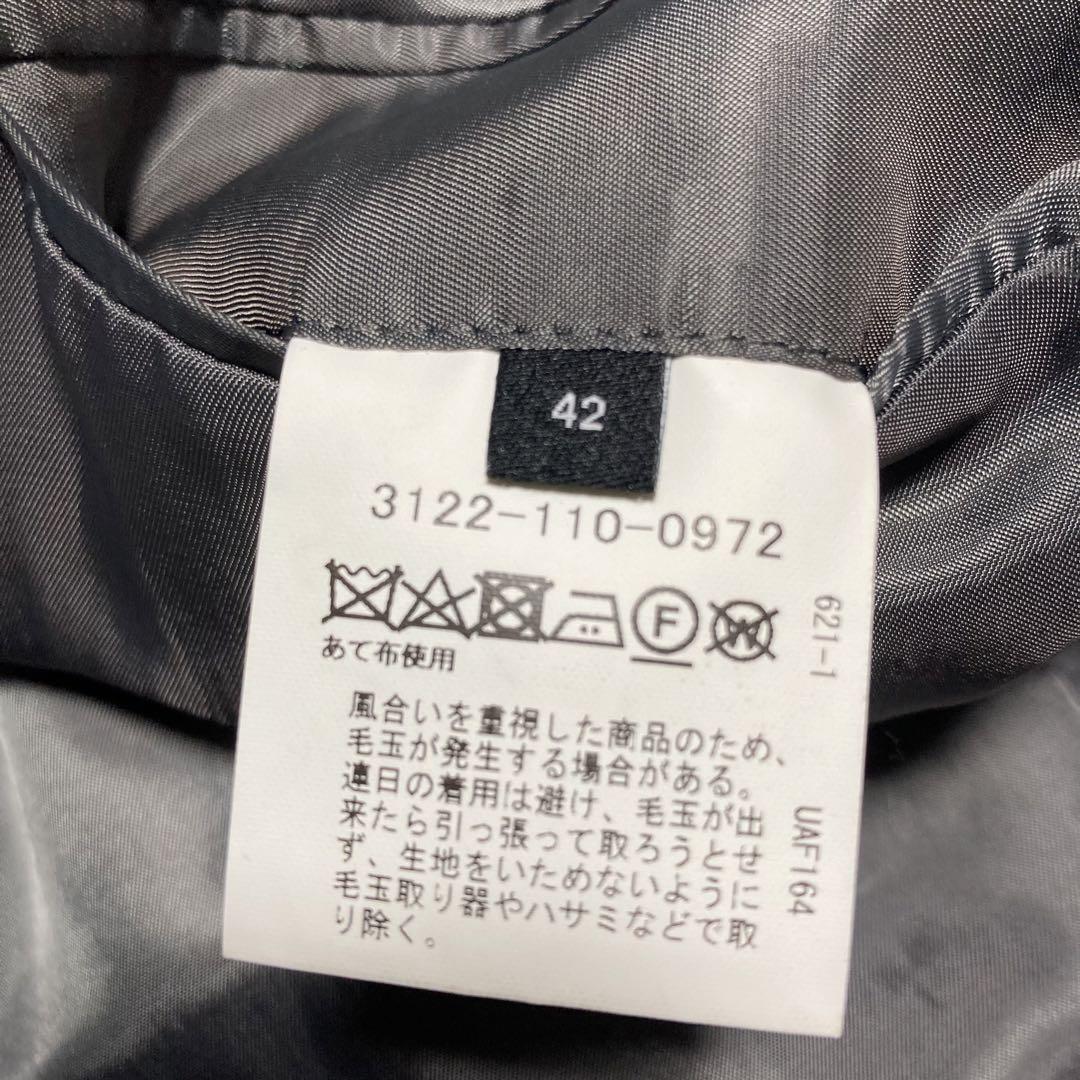 42
3122-110-0972
F W
あて布使用
風合いを重視した商品のため、
毛玉が発生する場合がある。
連日の着用は避け、毛玉が出
来たら引っ張って取ろうとせ
ず、生地をいためないように
毛玉取り器やハサミなどで取
り除く。
621-1
UAF164